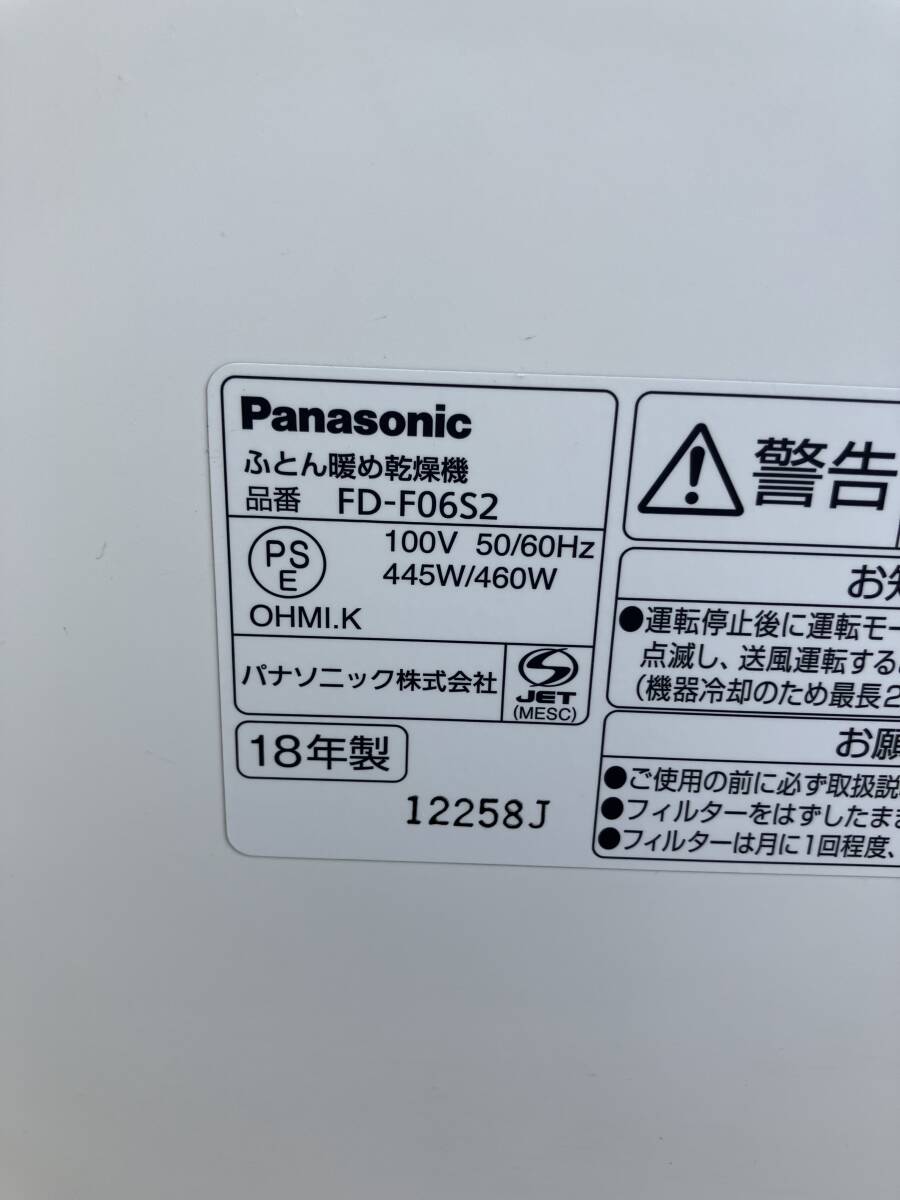 Panasonic
ふとん暖め乾燥機
品番 FD-F06S2
PS
E
100V 50/60Hz
445W/460W
OHMI.K
パナソニック株式会社
JET
(MESC)
18年製
12258J
警告
お知
●運転停止後に運転モー
点滅し、送風運転する
(機器冷却のため最長2
お願
●ご使用の前に必ず取扱説
●フィルターをはずしたまま
●フィルターは月に1回程度、